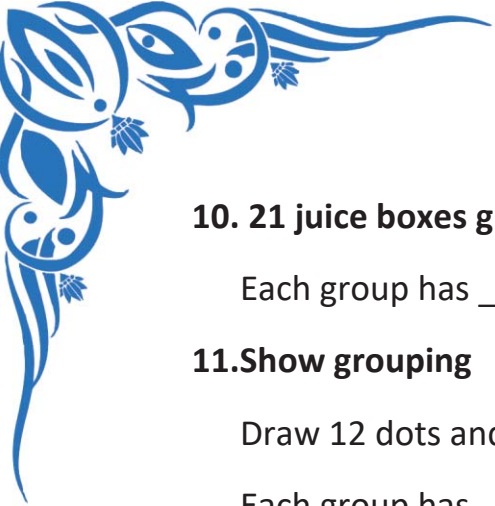 10. 21 juice boxes g
Each group has _
11.Show grouping
Draw 12 dots and
Each group has